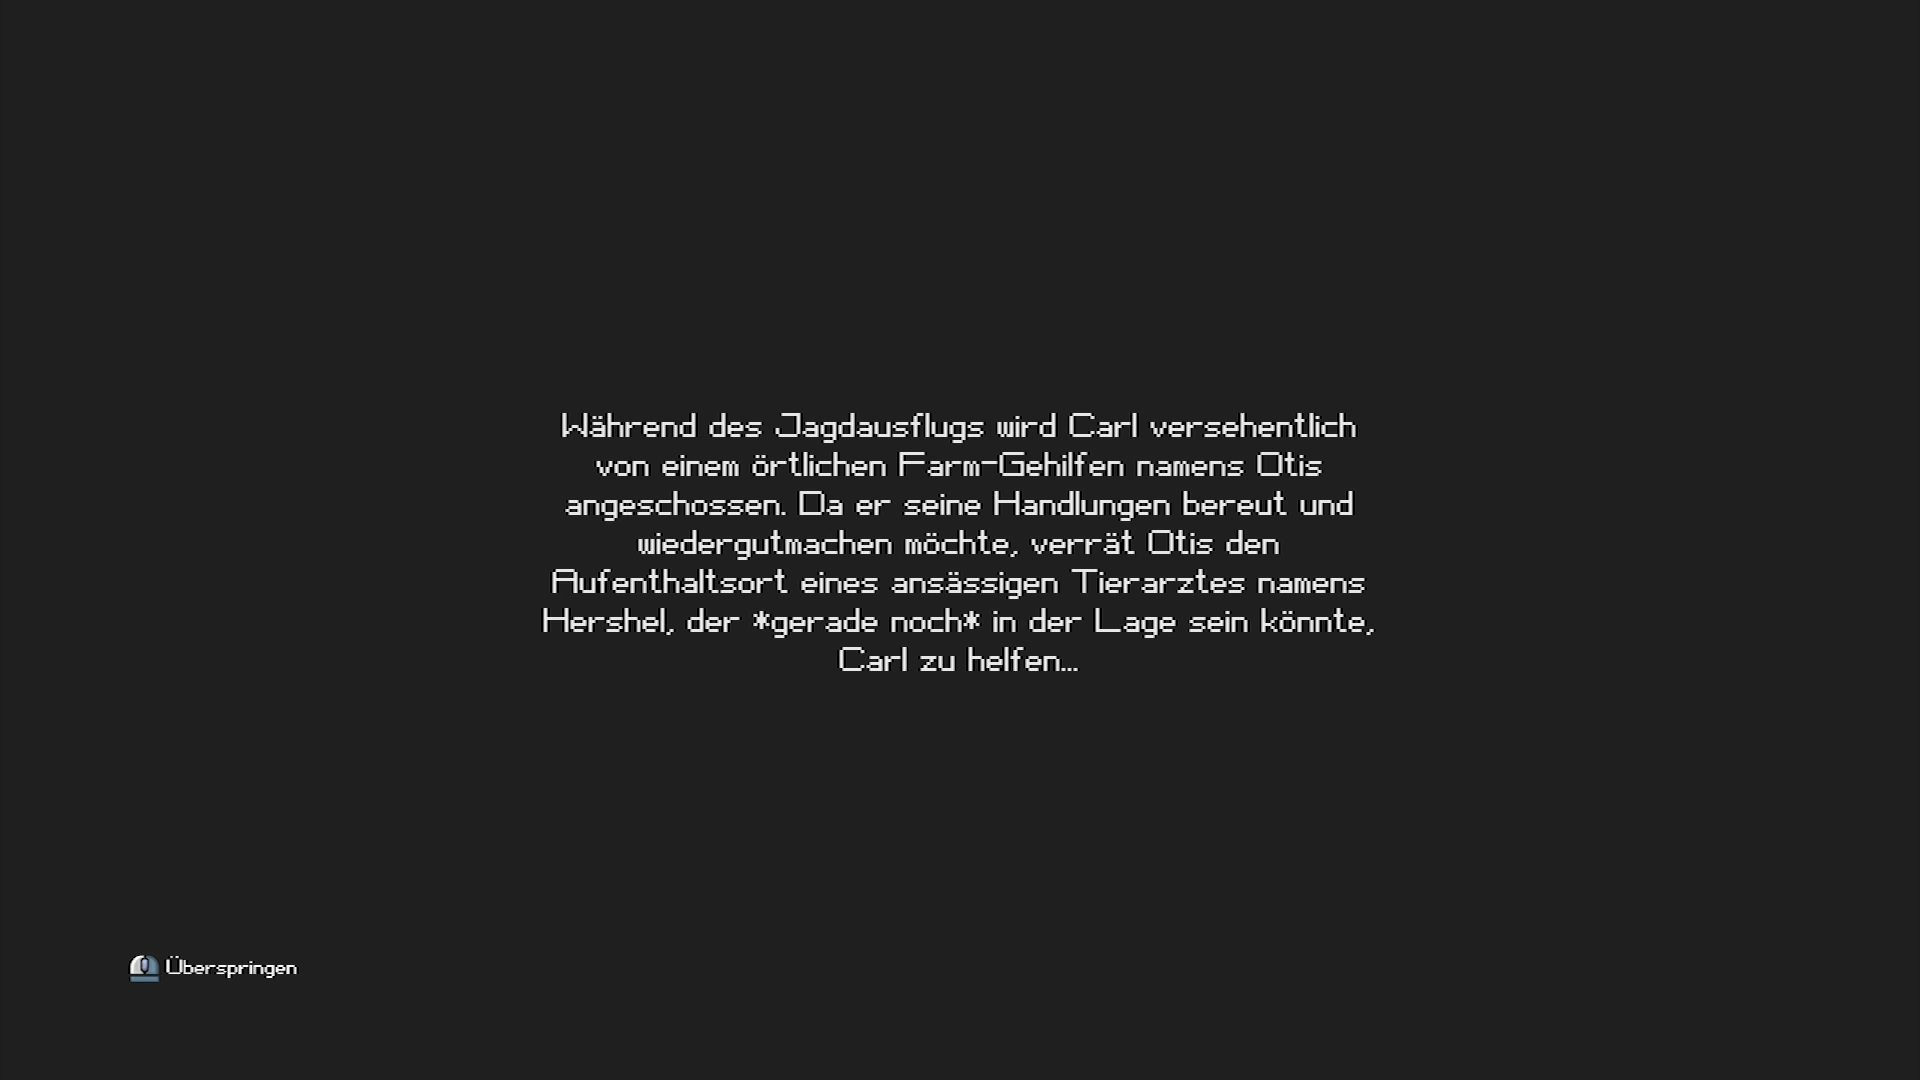 Während des Jagdausflugs wird Carl versehentlich
von einem örtlichen Farm-Gehilfen namens Otis
angeschossen. Da er seine Handlungen bereut und
wiedergutmachen möchte, verrät Otis den
Aufenthaltsort eines ansässigen Tierarztes namens
Hershel, der *gerade noch* in der Lage sein könnte,
Carl zu helfen...
Überspringen